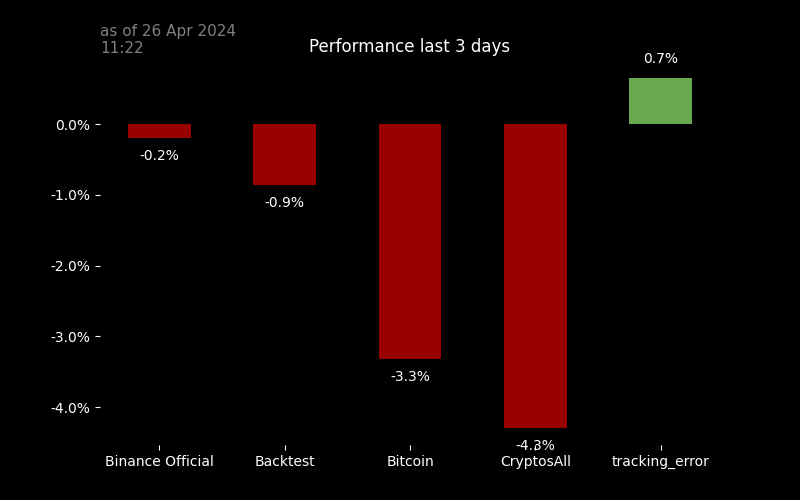 as of 26 Apr 2024
11:22
Performance last 3 days
0.7%
0.0%
-0.2%
-0.9%
-1.0%
-2.0%
-3.0%
-3.3%
-4.0%
-4.3%
Binance Official
Backtest
Bitcoin
CryptosAll
tracking_error